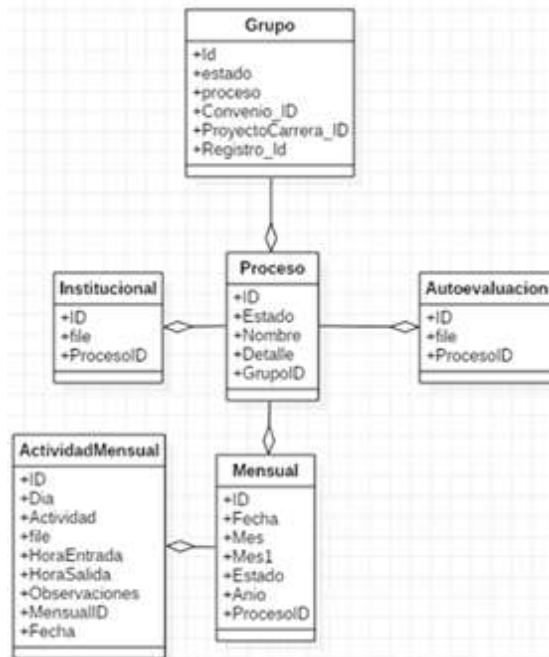 Grupo
+Id
+estado
+proceso
+Convenio_ID
+ProyectoCarrera_ID
+Registro_Id
Institucional
+ID
+file
+ProcesoID
Proceso
+ID
+Estado
+Nombre
+Detalle
+GrupoID
Autoevaluacion
+ID
+file
+ProcesoID
ActividadMensual
+ID
+Dia
+Actividad
+file
+HoraEntrada
+HoraSalida
+Observaciones
+MensualID
+Fecha
Mensual
+ID
+Fecha
+Mes
+Mes1
+Estado
+Anio
+ProcesoID